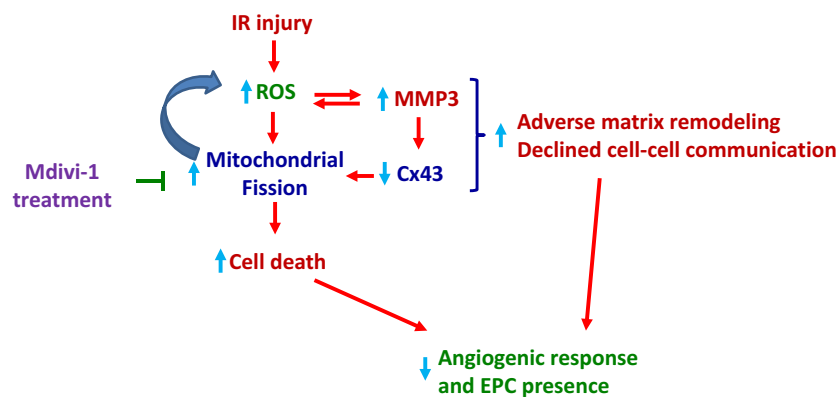 IR injury
ROS
MMP3
Adverse matrix remodeling
Declined cell-cell communication
Mdivi-1
treatment
Mitochondrial
Fission
Cx43
Cell death
Angiogenic response
and EPC presence